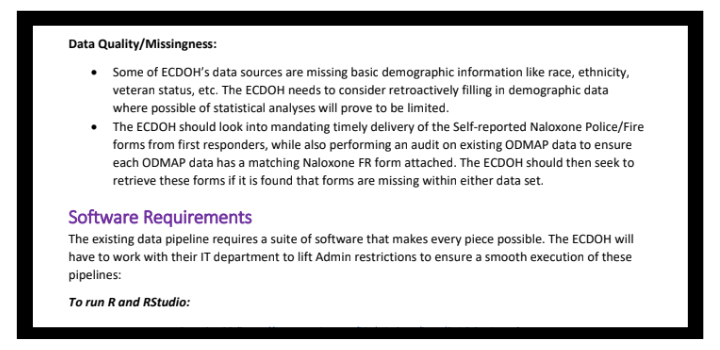 Data Quality/Missingness:
• Some of ECDOH's data sources are missing basic demographic information like race, ethnicity,
veteran status, etc. The ECDOH needs to consider retroactively filling in demographic data
where possible of statistical analyses will prove to be limited.
• The ECDOH should look into mandating timely delivery of the Self-reported Naloxone Police/Fire
forms from first responders, while also performing an audit on existing ODMAP data to ensure
each ODMAP data has a matching Naloxone FR form attached. The ECDOH should then seek to
retrieve these forms if it is found that forms are missing within either data set.
Software Requirements
The existing data pipeline requires a suite of software that makes every piece possible. The ECDOH will
have to work with their IT department to lift Admin restrictions to ensure a smooth execution of these
pipelines:
To run R and RStudio: